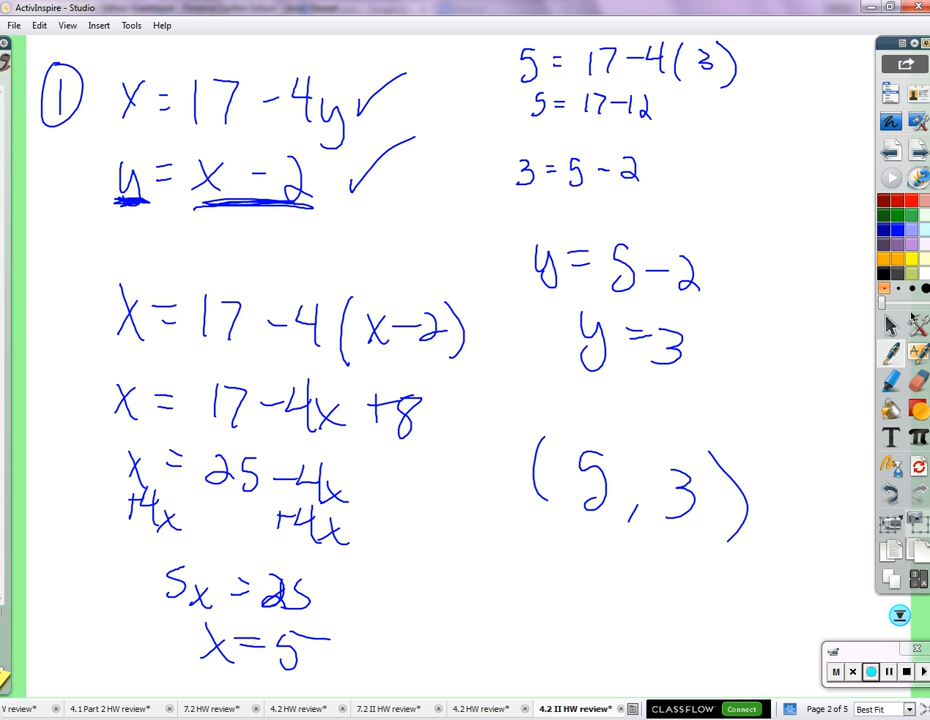 ActivInspire - Studio
File Edit View Insert Tools Help
① x = 17 - 4y ✓
y = x - 2 ✓
x = 17 - 4(x - 2)
x = 17 - 4x + 8
x = 25 - 4x
+4x +4x
5x = 25
x = 5
5 = 17 - 4(3)
5 = 17 - 12
3 = 5 - 2
y = 5 - 2
y = 3
(5, 3)
V review* 4.1 Part 2 HW review* 7.2 HW review* 4.2 HW review* 7.2 II HW review* 4.2 HW review* 4.2 II HW review* CLASSFLOW Connect Page 2 of 5 Best Fit